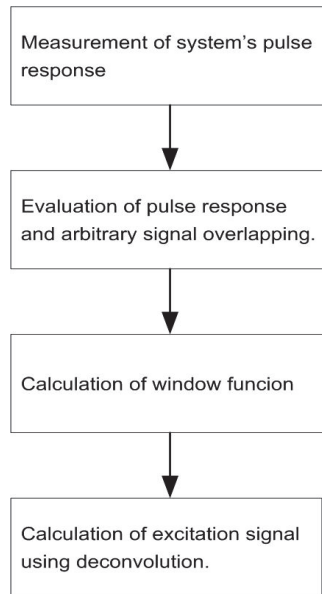 Measurement of system's pulse
response
Evaluation of pulse response
and arbitrary signal overlapping.
Calculation of window funcion
Calculation of excitation signal
using deconvolution.